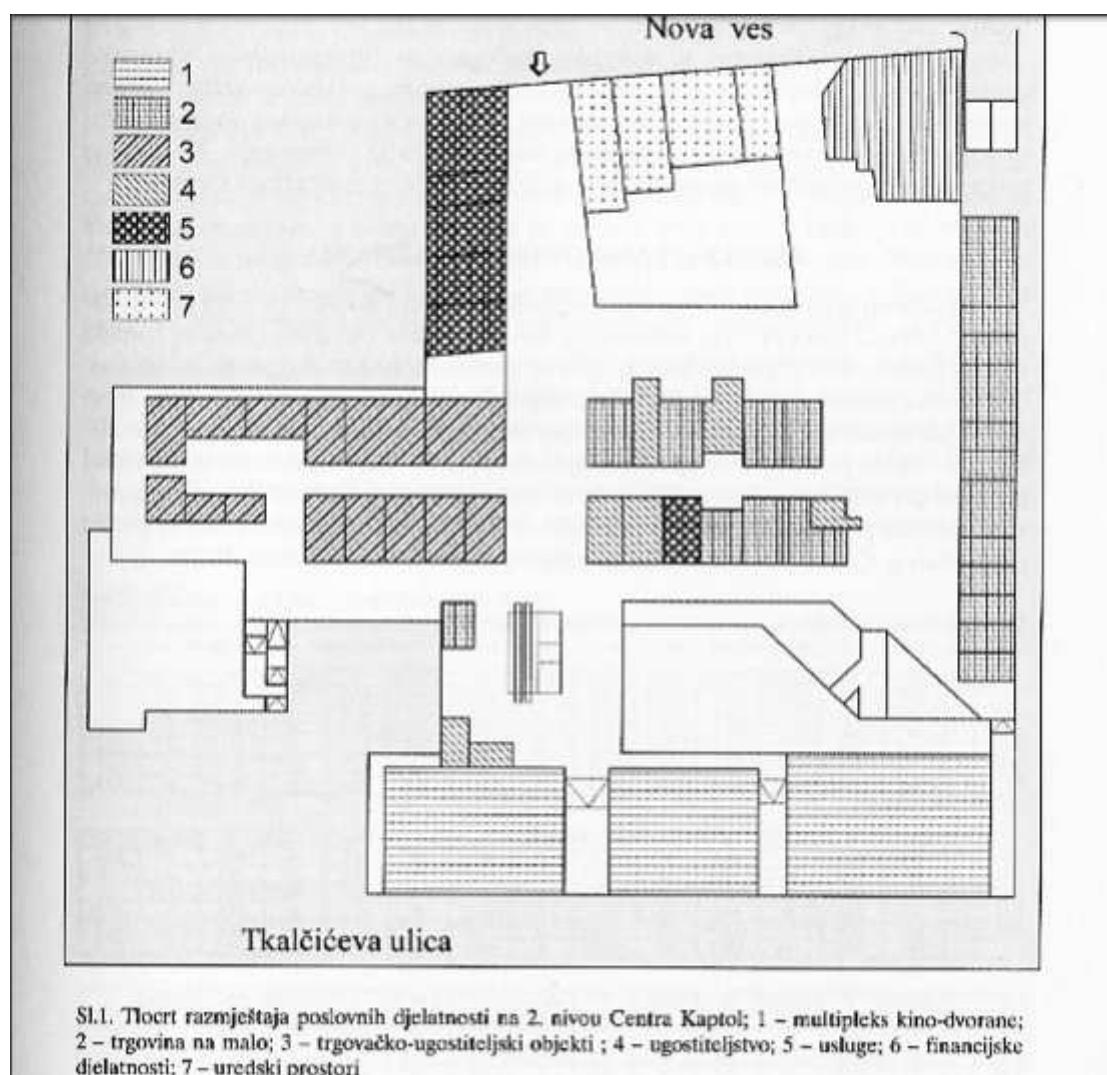 Nova ves
1
2
3
4
5
6
7
Tkalčićeva ulica
Sl.1. Tlocrt razmještaja poslovnih djelatnosti na 2. nivou Centra Kaptol; 1 – multipleks kino-dvorane;
2 – trgovina na malo; 3 – trgovačko-ugostiteljski objekti ; 4 – ugostiteljstvo; 5 – usluge; 6 – financijske
djelatnosti; 7 – uredski prostori